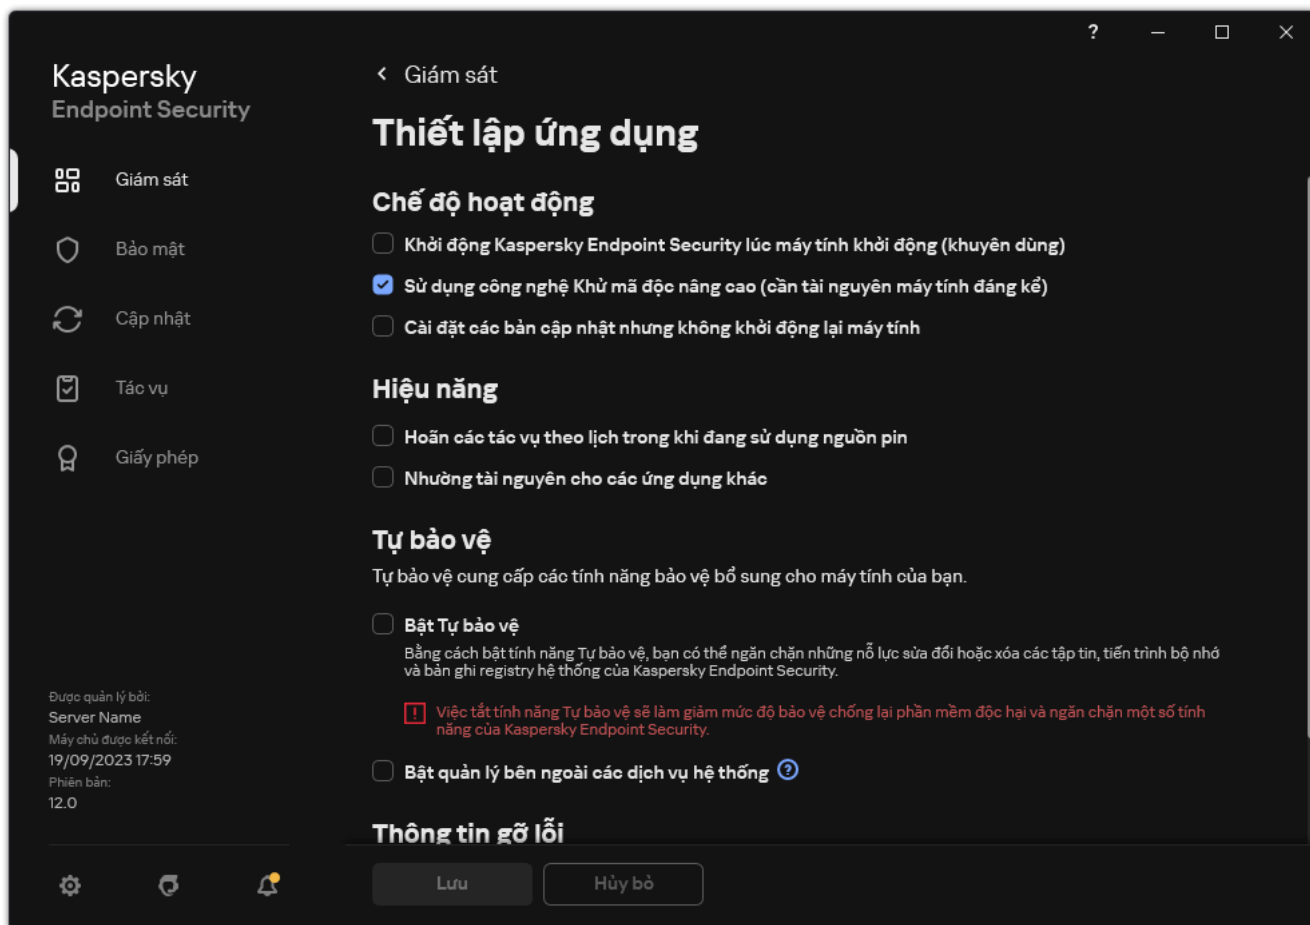 ?
Kaspersky
Endpoint Security
Giám sát
Bảo mật
Cập nhật
Tác vụ
Giấy phép
Được quản lý bởi:
Server Name
Máy chủ được kết nối:
19/09/2023 17:59
Phiên bản:
12.0
Giám sát
Thiết lập ứng dụng
Chế độ hoạt động
Khởi động Kaspersky Endpoint Security lúc máy tính khởi động (khuyên dùng)
Sử dụng công nghệ Khử mã độc nâng cao (cần tài nguyên máy tính đáng kể)
Cài đặt các bản cập nhật nhưng không khởi động lại máy tính
Hiệu năng
Hoãn các tác vụ theo lịch trong khi đang sử dụng nguồn pin
Nhường tài nguyên cho các ứng dụng khác
Tự bảo vệ
Tự bảo vệ cung cấp các tính năng bảo vệ bổ sung cho máy tính của bạn.
Bật Tự bảo vệ
Bằng cách bật tính năng Tự bảo vệ, bạn có thể ngăn chặn những nỗ lực sửa đổi hoặc xóa các tập tin, tiến trình bộ nhớ
và bản ghi registry hệ thống của Kaspersky Endpoint Security.
Việc tắt tính năng Tự bảo vệ sẽ làm giảm mức độ bảo vệ chống lại phần mềm độc hại và ngăn chặn một số tính
năng của Kaspersky Endpoint Security.
Bật quản lý bên ngoài các dịch vụ hệ thống ?
Thông tin gỡ lỗi
Lưu
Hủy bỏ